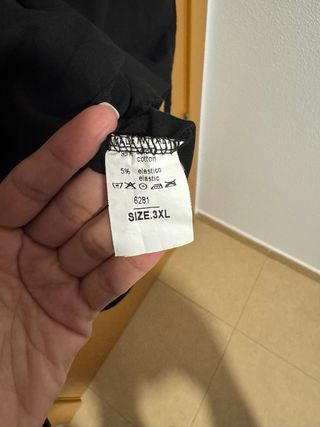 cotton
5% elastico
elastic
6281
SIZE.3XL